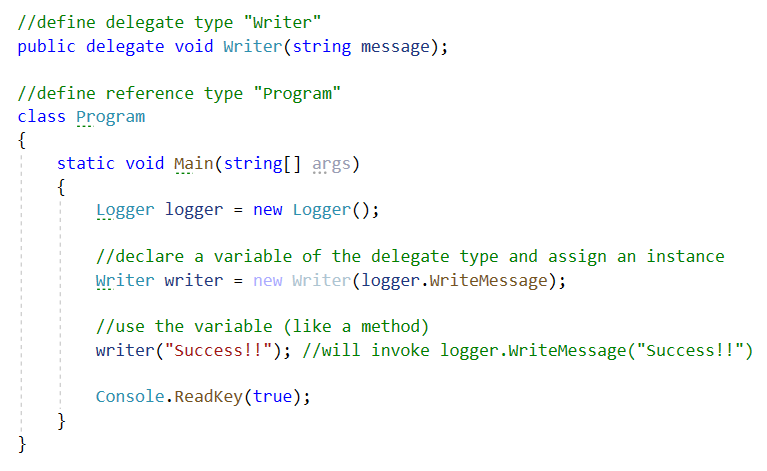 //define delegate type "Writer"
public delegate void Writer(string message);
//define reference type "Program"
class Program
{
static void Main(string[] args)
{
Logger logger = new Logger();
//declare a variable of the delegate type and assign an instance
Writer writer = new Writer(logger.WriteMessage);
//use the variable (like a method)
writer("Success!!"); //will invoke logger.WriteMessage("Success!!")
Console.ReadKey(true);
}
}